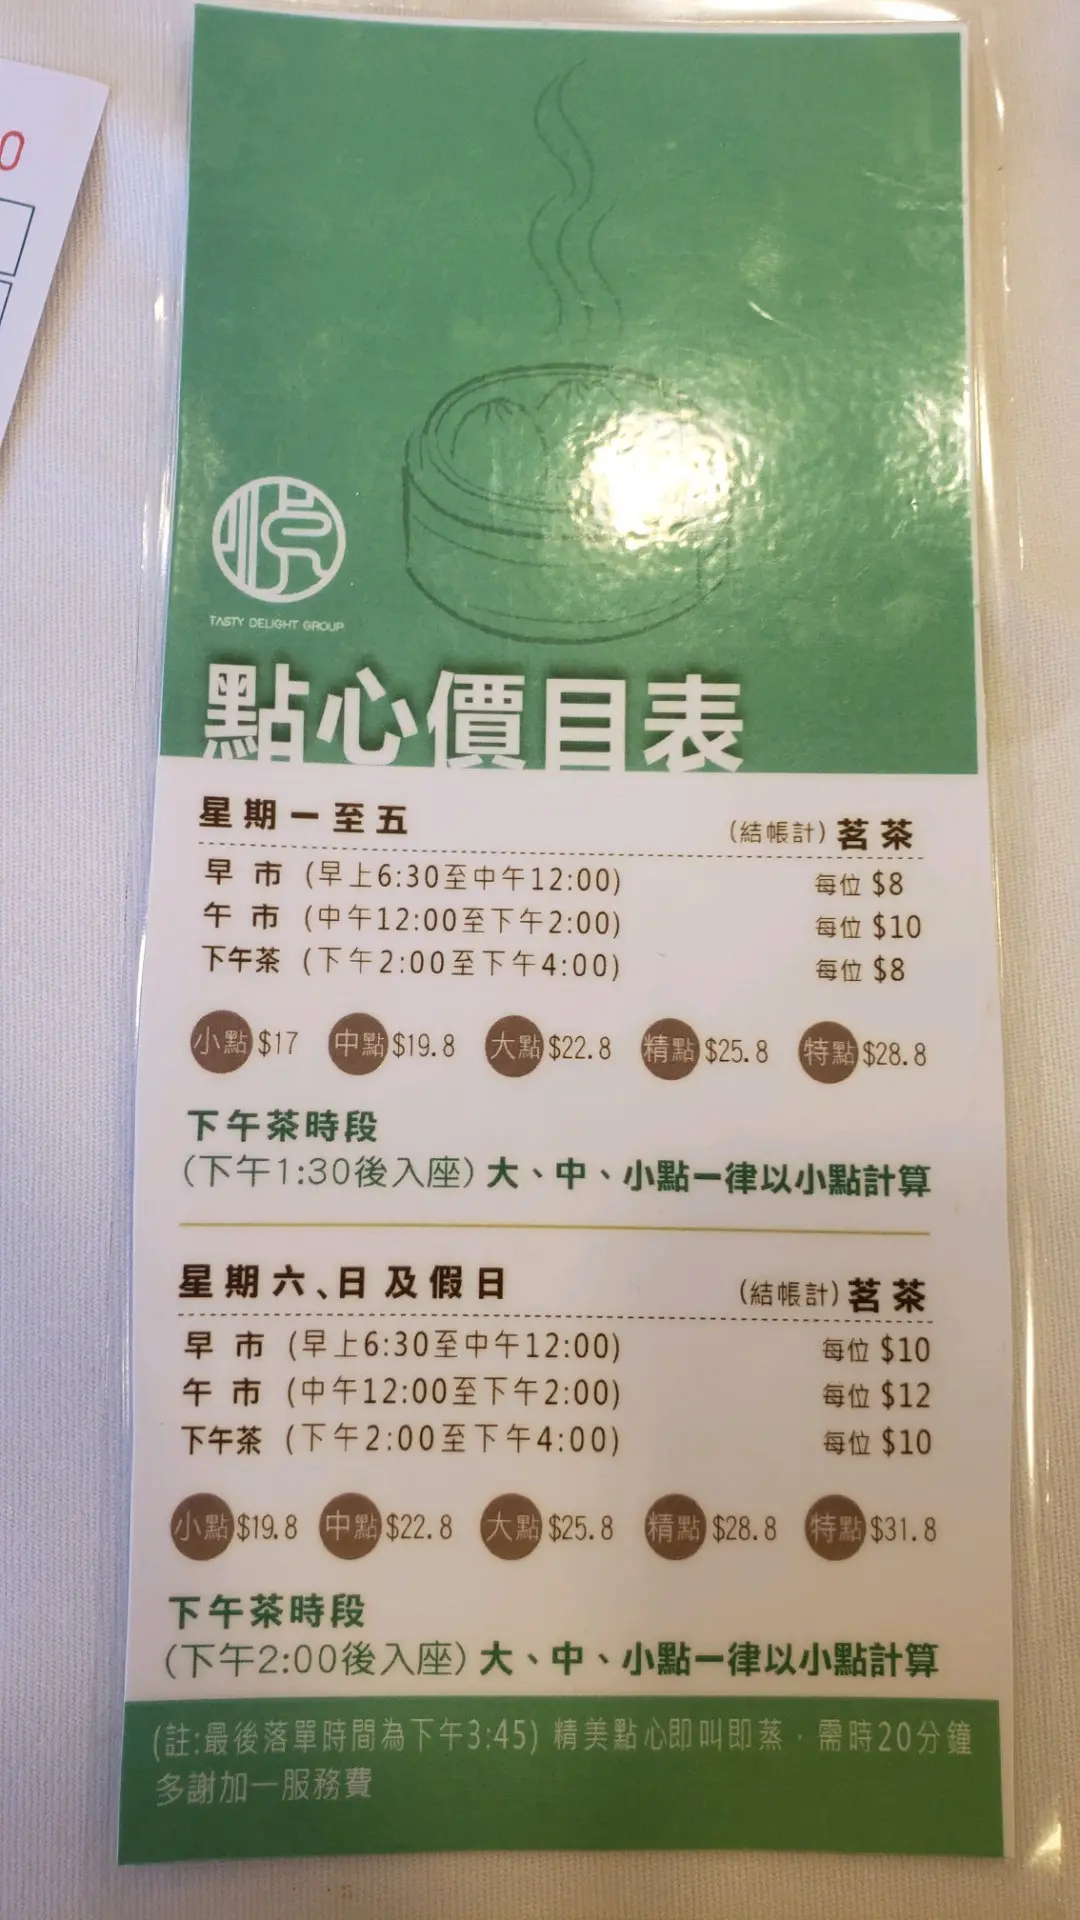 0
TASTY DELIGHT GROUP
點心價目表
星期一至五 (結帳計) 茗茶
早市 (早上6:30至中午12:00) 每位 $8
午市 (中午12:00至下午2:00) 每位 $10
下午茶 (下午2:00至下午4:00) 每位 $8
小點 $17 中點 $19.8 大點 $22.8 精點 $25.8 特點 $28.8
下午茶時段
(下午1:30後入座) 大、中、小點一律以小點計算
星期六、日及假日 (結帳計) 茗茶
早市 (早上6:30至中午12:00) 每位 $10
午市 (中午12:00至下午2:00) 每位 $12
下午茶 (下午2:00至下午4:00) 每位 $10
小點 $19.8 中點 $22.8 大點 $25.8 精點 $28.8 特點 $31.8
下午茶時段
(下午2:00後入座) 大、中、小點一律以小點計算
(註:最後落單時間為下午3:45) 精美點心即叫即蒸，需時20分鐘
多謝加一服務費